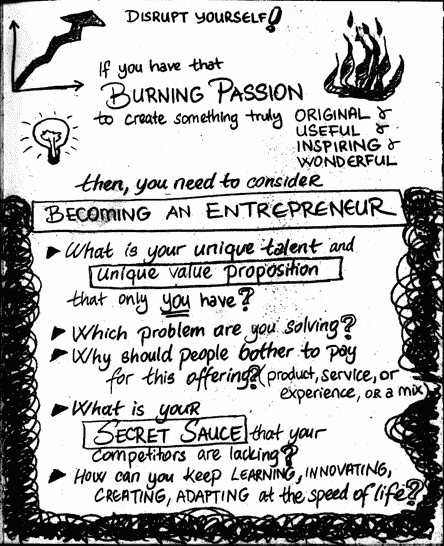 DISRUPT YOURSELF!
If you have that
BURNING PASSION
to create something truly ORIGINAL &
USEFUL &
INSPIRING &
WONDERFUL
then, you need to consider
BECOMING AN ENTREPRENEUR
► What is your unique talent and
unique value proposition
that only you have?
► Which problem are you solving?
► Why should people bother to pay
for this offering? (product, service, or
experience, or a mix)
► What is your
SECRET SAUCE that your
competitors are lacking?
► How can you keep LEARNING, INNOVATING,
CREATING, ADAPTING at the speed of life?